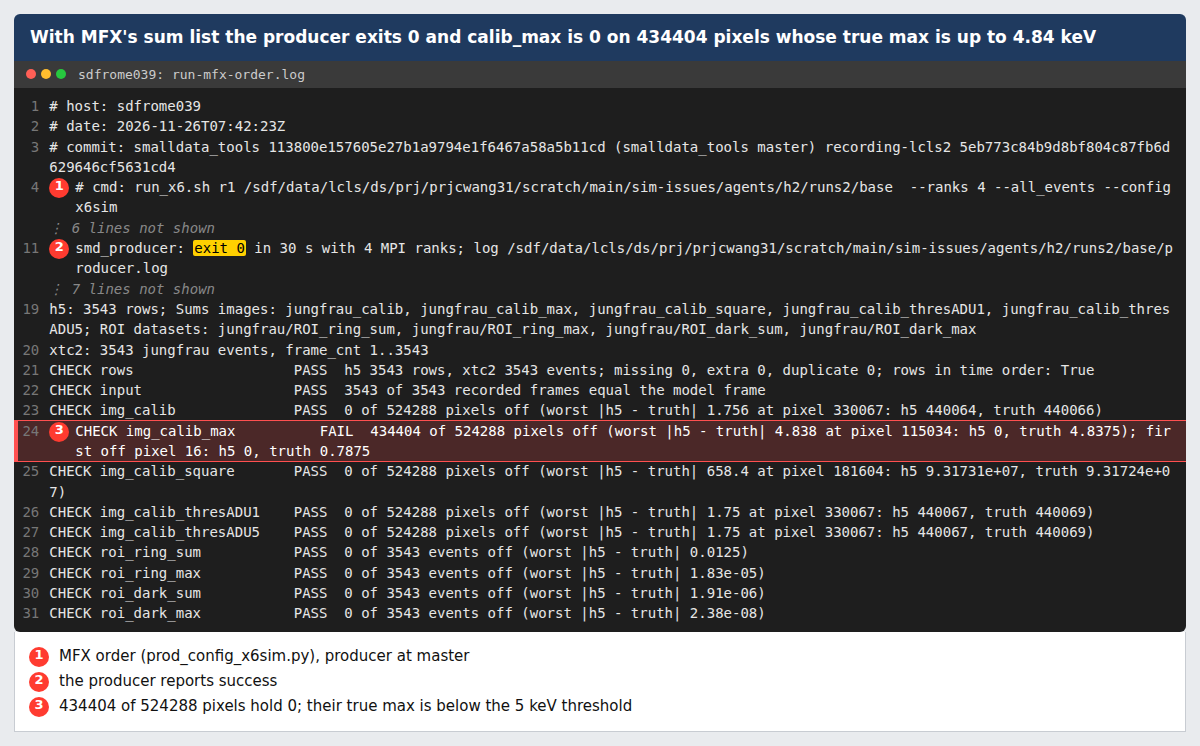 With MFX's sum list the producer exits 0 and calib_max is 0 on 434404 pixels whose true max is up to 4.84 keV
sdfrome039: run-mfx-order.log
1 # host: sdfrome039
2 # date: 2026-11-26T07:42:23Z
3 # commit: smalldata_tools 113800e157605e27b1a9794e1f6467a58a5b11cd (smalldata_tools master) recording-lcls2 5eb773c84b9d8bf804c87fb6d
629646cf5631cd4
4 1 # cmd: run_x6.sh r1 /sdf/data/lcls/ds/prj/prjcwang31/scratch/main/sim-issues/agents/h2/runs2/base  --ranks 4 --all_events --config
x6sim
⋮ 6 lines not shown
11 2 smd_producer: exit 0 in 30 s with 4 MPI ranks; log /sdf/data/lcls/ds/prj/prjcwang31/scratch/main/sim-issues/agents/h2/runs2/base/p
roducer.log
⋮ 7 lines not shown
19 h5: 3543 rows; Sums images: jungfrau_calib, jungfrau_calib_max, jungfrau_calib_square, jungfrau_calib_thresADU1, jungfrau_calib_thres
ADU5; ROI datasets: jungfrau/ROI_ring_sum, jungfrau/ROI_ring_max, jungfrau/ROI_dark_sum, jungfrau/ROI_dark_max
20 xtc2: 3543 jungfrau events, frame_cnt 1..3543
21 CHECK rows                   PASS  h5 3543 rows, xtc2 3543 events; missing 0, extra 0, duplicate 0; rows in time order: True
22 CHECK input                  PASS  3543 of 3543 recorded frames equal the model frame
23 CHECK img_calib              PASS  0 of 524288 pixels off (worst |h5 - truth| 1.756 at pixel 330067: h5 440064, truth 440066)
24 3 CHECK img_calib_max          FAIL  434404 of 524288 pixels off (worst |h5 - truth| 4.838 at pixel 115034: h5 0, truth 4.8375); fir
st off pixel 16: h5 0, truth 0.7875
25 CHECK img_calib_square       PASS  0 of 524288 pixels off (worst |h5 - truth| 658.4 at pixel 181604: h5 9.31731e+07, truth 9.31724e+0
7)
26 CHECK img_calib_thresADU1    PASS  0 of 524288 pixels off (worst |h5 - truth| 1.75 at pixel 330067: h5 440067, truth 440069)
27 CHECK img_calib_thresADU5    PASS  0 of 524288 pixels off (worst |h5 - truth| 1.75 at pixel 330067: h5 440067, truth 440069)
28 CHECK roi_ring_sum           PASS  0 of 3543 events off (worst |h5 - truth| 0.0125)
29 CHECK roi_ring_max           PASS  0 of 3543 events off (worst |h5 - truth| 1.83e-05)
30 CHECK roi_dark_sum           PASS  0 of 3543 events off (worst |h5 - truth| 1.91e-06)
31 CHECK roi_dark_max           PASS  0 of 3543 events off (worst |h5 - truth| 2.38e-08)
1 MFX order (prod_config_x6sim.py), producer at master
2 the producer reports success
3 434404 of 524288 pixels hold 0; their true max is below the 5 keV threshold